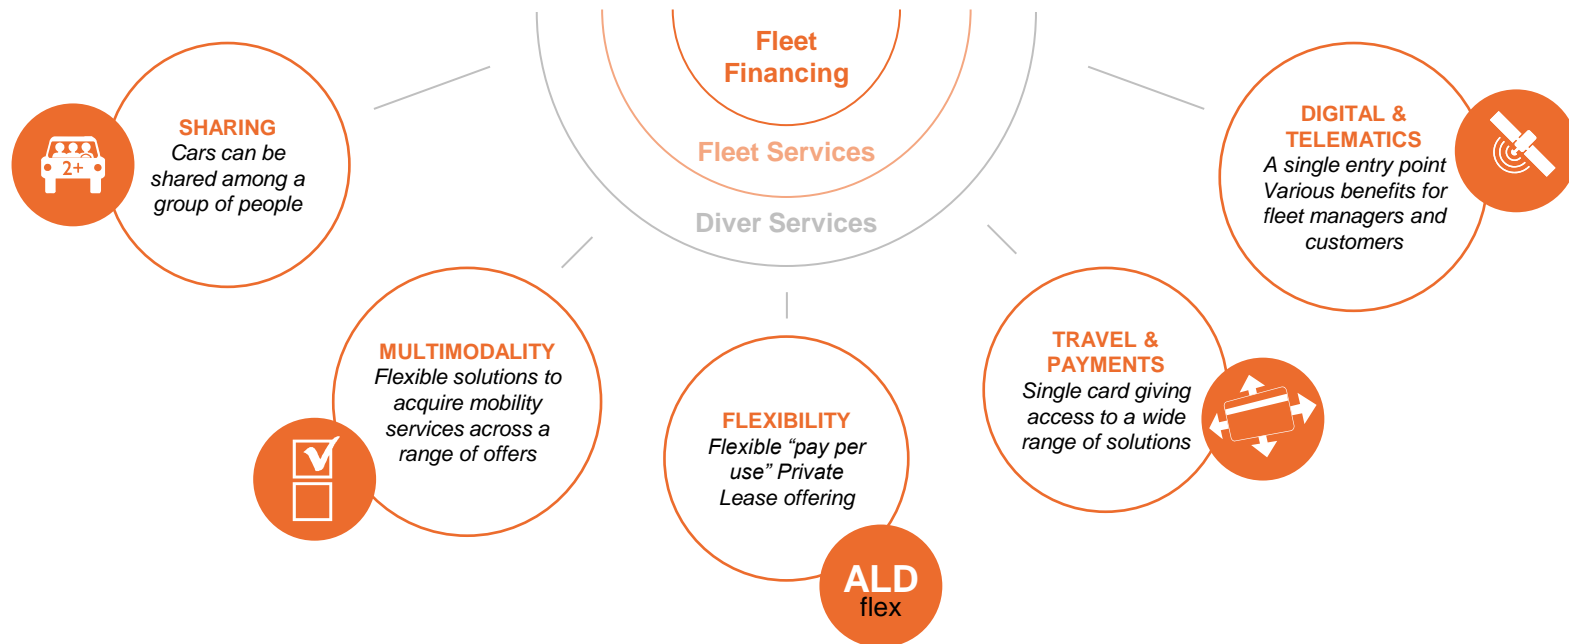 Fleet
Financing
Fleet Services
Diver Services
SHARING
Cars can be
shared among a
group of people
2+
MULTIMODALITY
Flexible solutions to
acquire mobility
services across a
range of offers
FLEXIBILITY
Flexible “pay per
use” Private
Lease offering
ALD
flex
TRAVEL &
PAYMENTS
Single card giving
access to a wide
range of solutions
DIGITAL &
TELEMATICS
A single entry point
Various benefits for
fleet managers and
customers